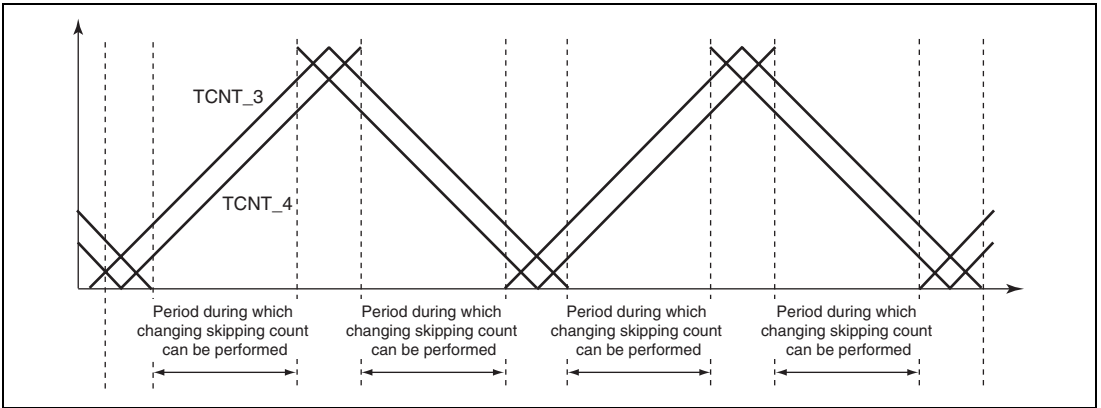 TCNT_3
TCNT_4
Period during which
changing skipping count
can be performed
Period during which
changing skipping count
can be performed
Period during which
changing skipping count
can be performed
Period during which
changing skipping count
can be performed